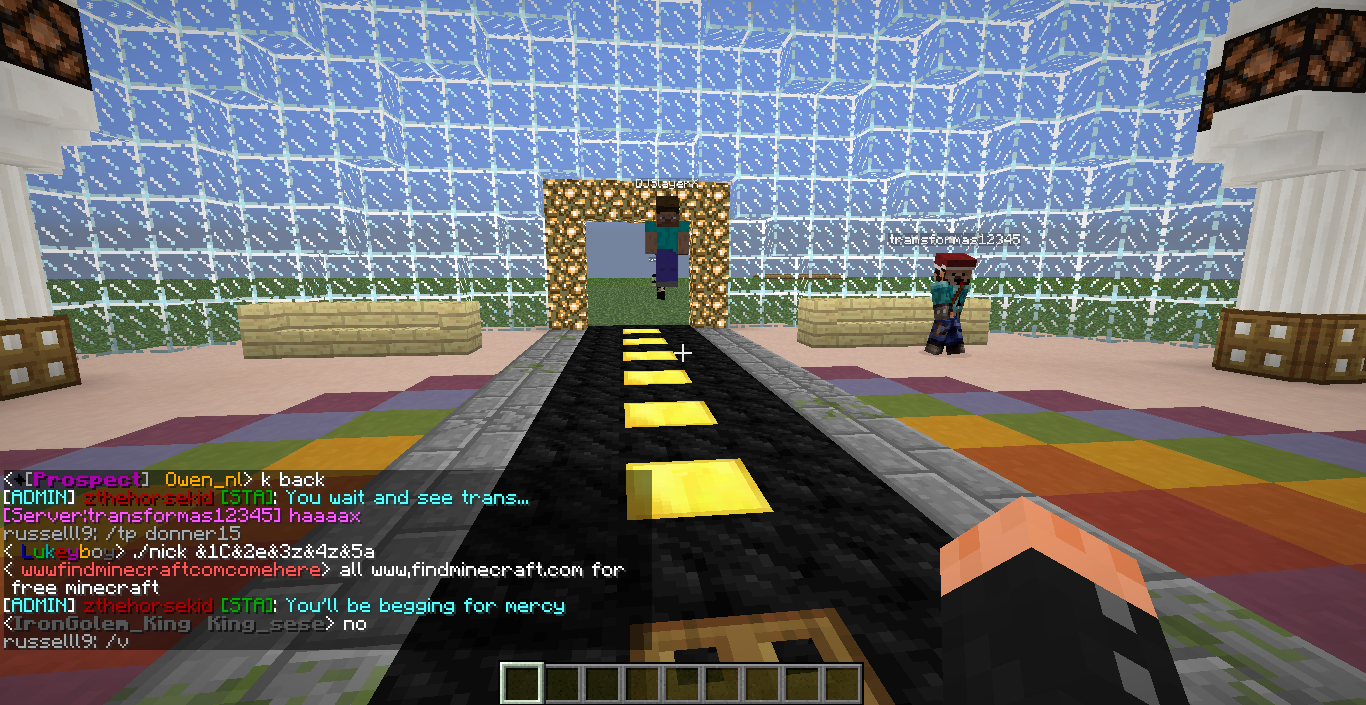 DJSlayerx
transformas12345
<+[Prospect] Owen_nl> k back
[ADMIN] zthehorsekid [STA]: You wait and see trans...
[Server:transformas12345] haaaax
russelll9: /tp donner15
< Lukeyboy> ./nick &1C&2e&3z&4z&5a
< wwwfindminecraftcomcomehere> all www,findminecraft.com for
free minecraft
[ADMIN] zthehorsekid [STA]: You'll be begging for mercy
<IronGolem_King King_sese> no
russelll9: /v